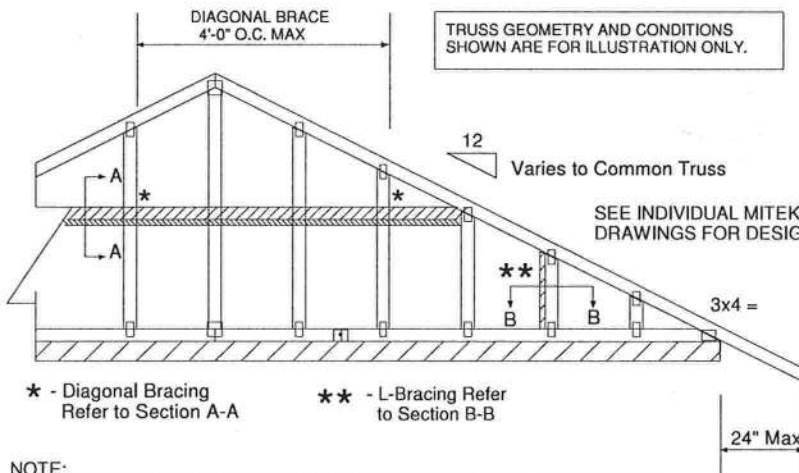 DIAGONAL BRACE
4'-0" O.C. MAX
TRUSS GEOMETRY AND CONDITIONS
SHOWN ARE FOR ILLUSTRATION ONLY.
12
Varies to Common Truss
A
*
*
A
SEE INDIVIDUAL MITEK
DRAWINGS FOR DESIG
**
B
B
3x4 =
* - Diagonal Bracing
Refer to Section A-A
** - L-Bracing Refer
to Section B-B
24" Max
NOTE: